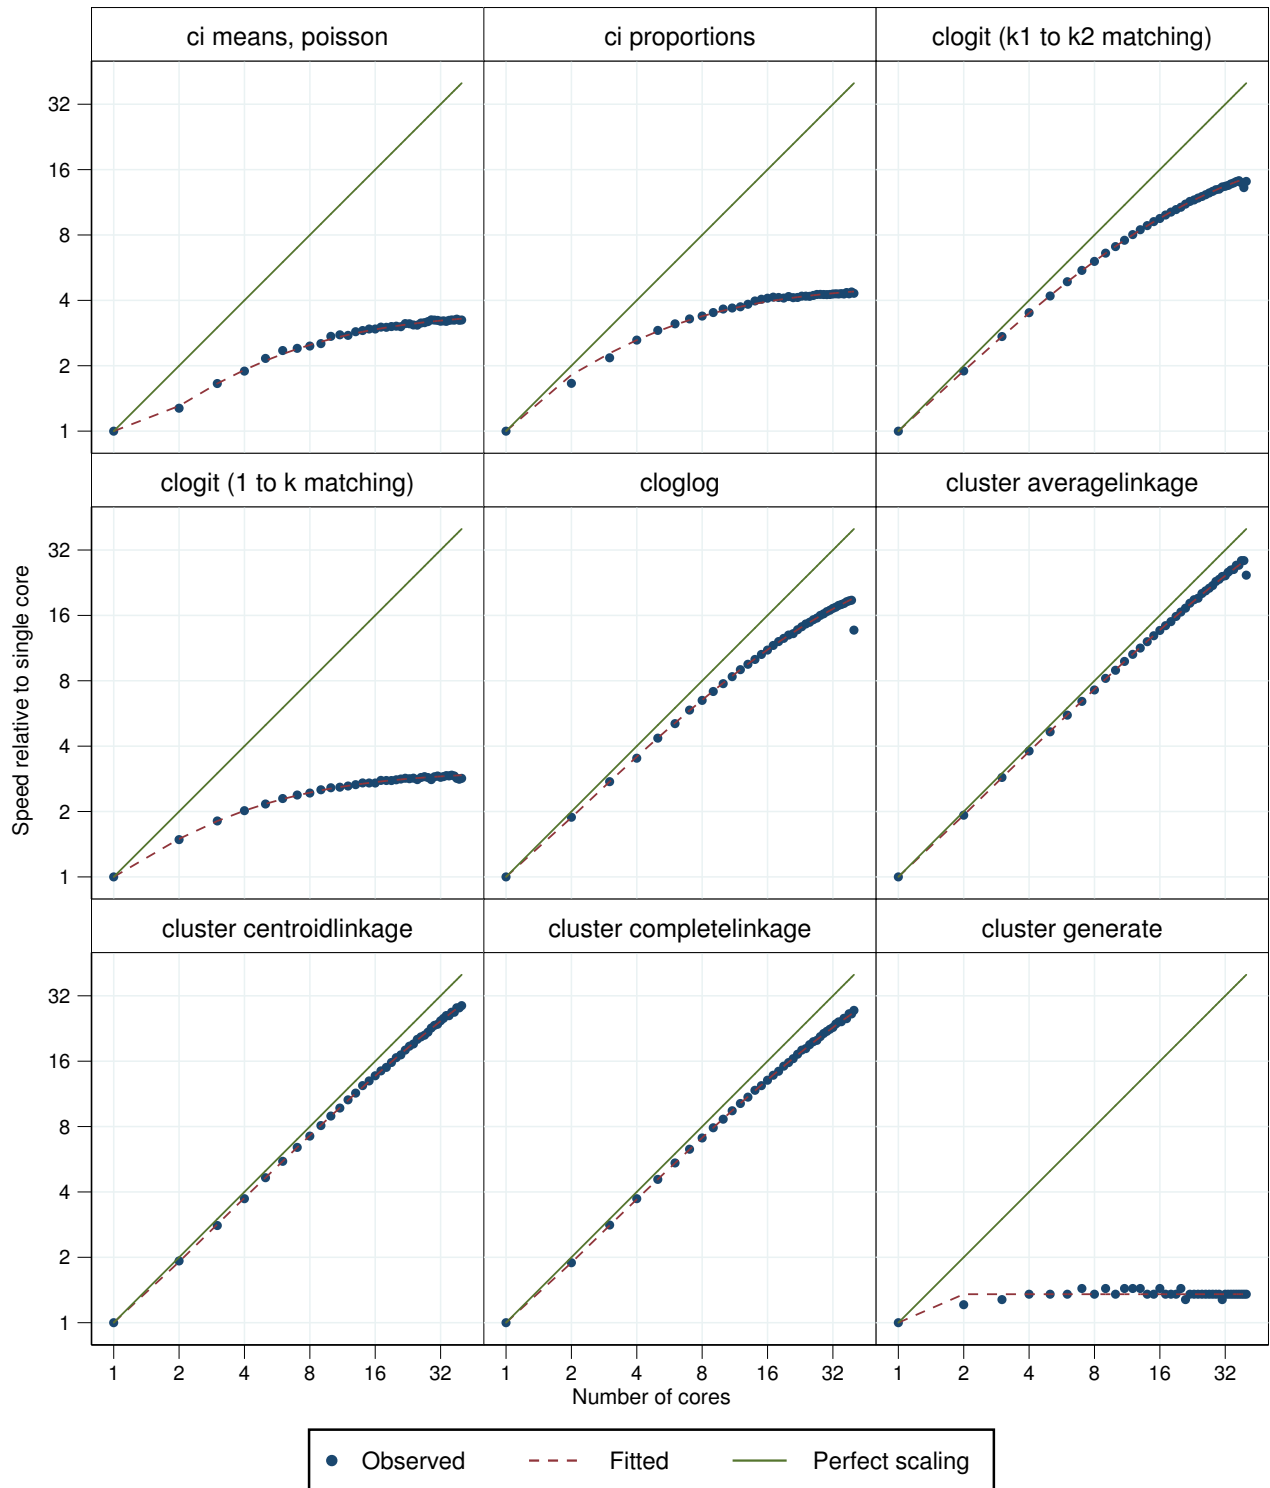 ci means, poisson
ci proportions
clogit (k1 to k2 matching)
32
16
8
4
2
1
clogit (1 to k matching)
cloglog
cluster averagelinkage
32
16
8
4
2
1
Speed relative to single core
cluster centroidlinkage
cluster completelinkage
cluster generate
32
16
8
4
2
1
1 2 4 8 16 32
1 2 4 8 16 32
1 2 4 8 16 32
Number of cores
Observed
Fitted
Perfect scaling